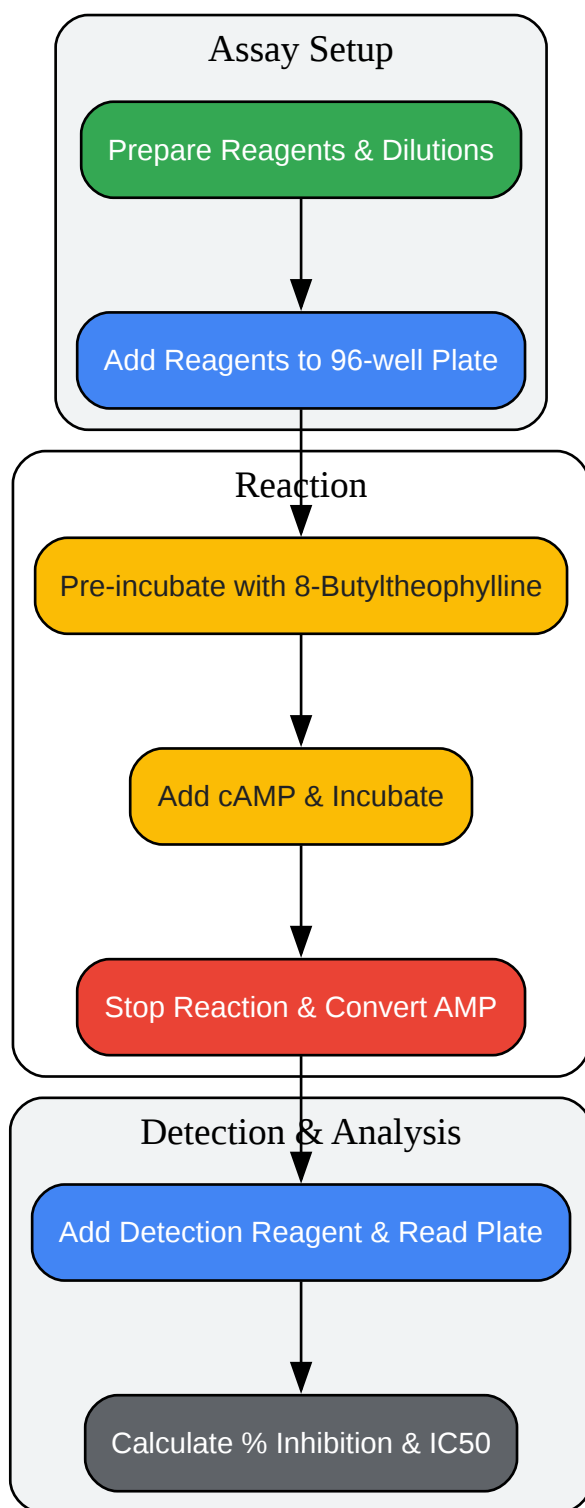 Assay Setup
Prepare Reagents & Dilutions
Add Reagents to 96-well Plate
Reaction
Pre-incubate with 8-Butyltheophylline
Add cAMP & Incubate
Stop Reaction & Convert AMP
Detection & Analysis
Add Detection Reagent & Read Plate
Calculate % Inhibition & IC50